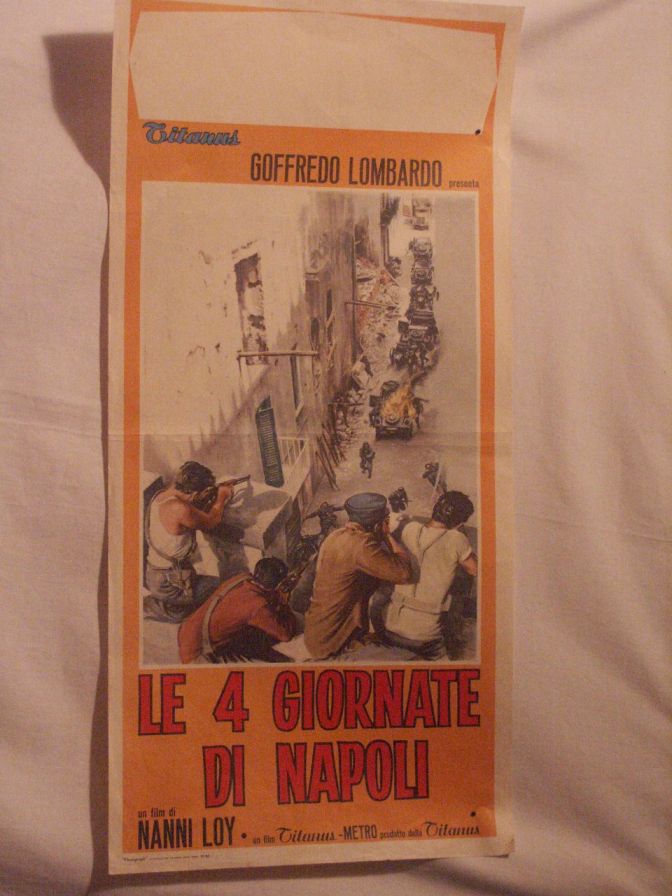 Titanus
GOFFREDO LOMBARDO presenta
LE 4 GIORNATE
DI NAPOLI
un film di
NANNI LOY • un film Titanus - METRO prodotto dalla Titanus